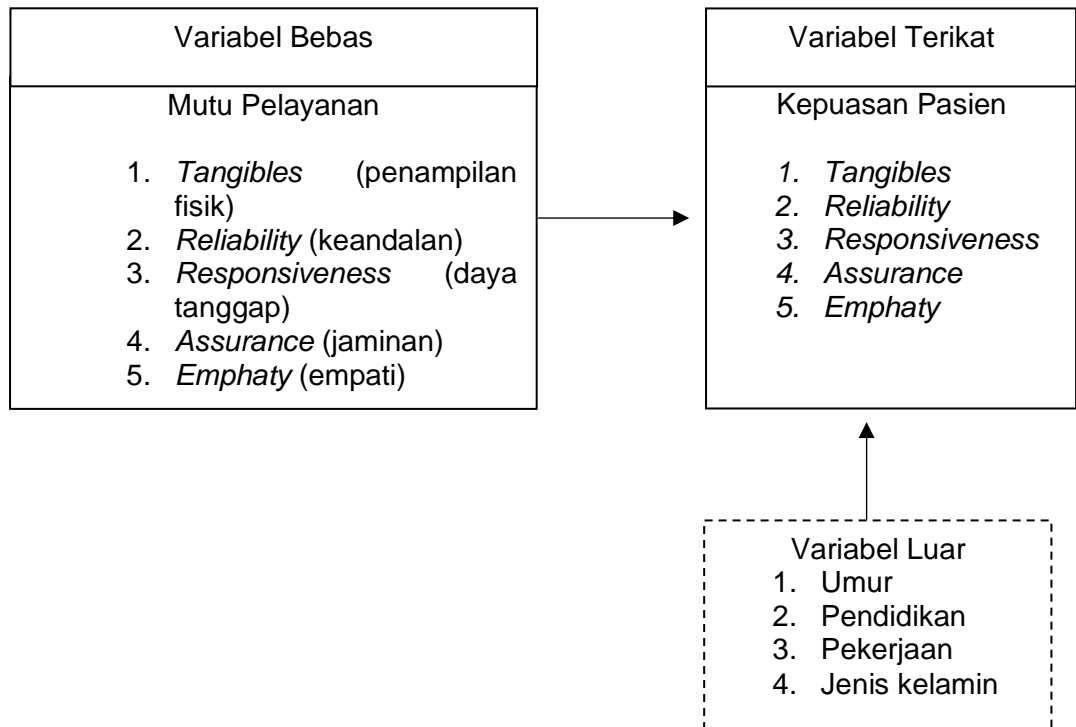 Variabel Bebas
Mutu Pelayanan
1. Tangibles (penampilan
fisik)
2. Reliability (keandalan)
3. Responsiveness (daya
tanggap)
4. Assurance (jaminan)
5. Emphaty (empati)
Variabel Terikat
Kepuasan Pasien
1. Tangibles
2. Reliability
3. Responsiveness
4. Assurance
5. Emphaty
Variabel Luar
1. Umur
2. Pendidikan
3. Pekerjaan
4. Jenis kelamin